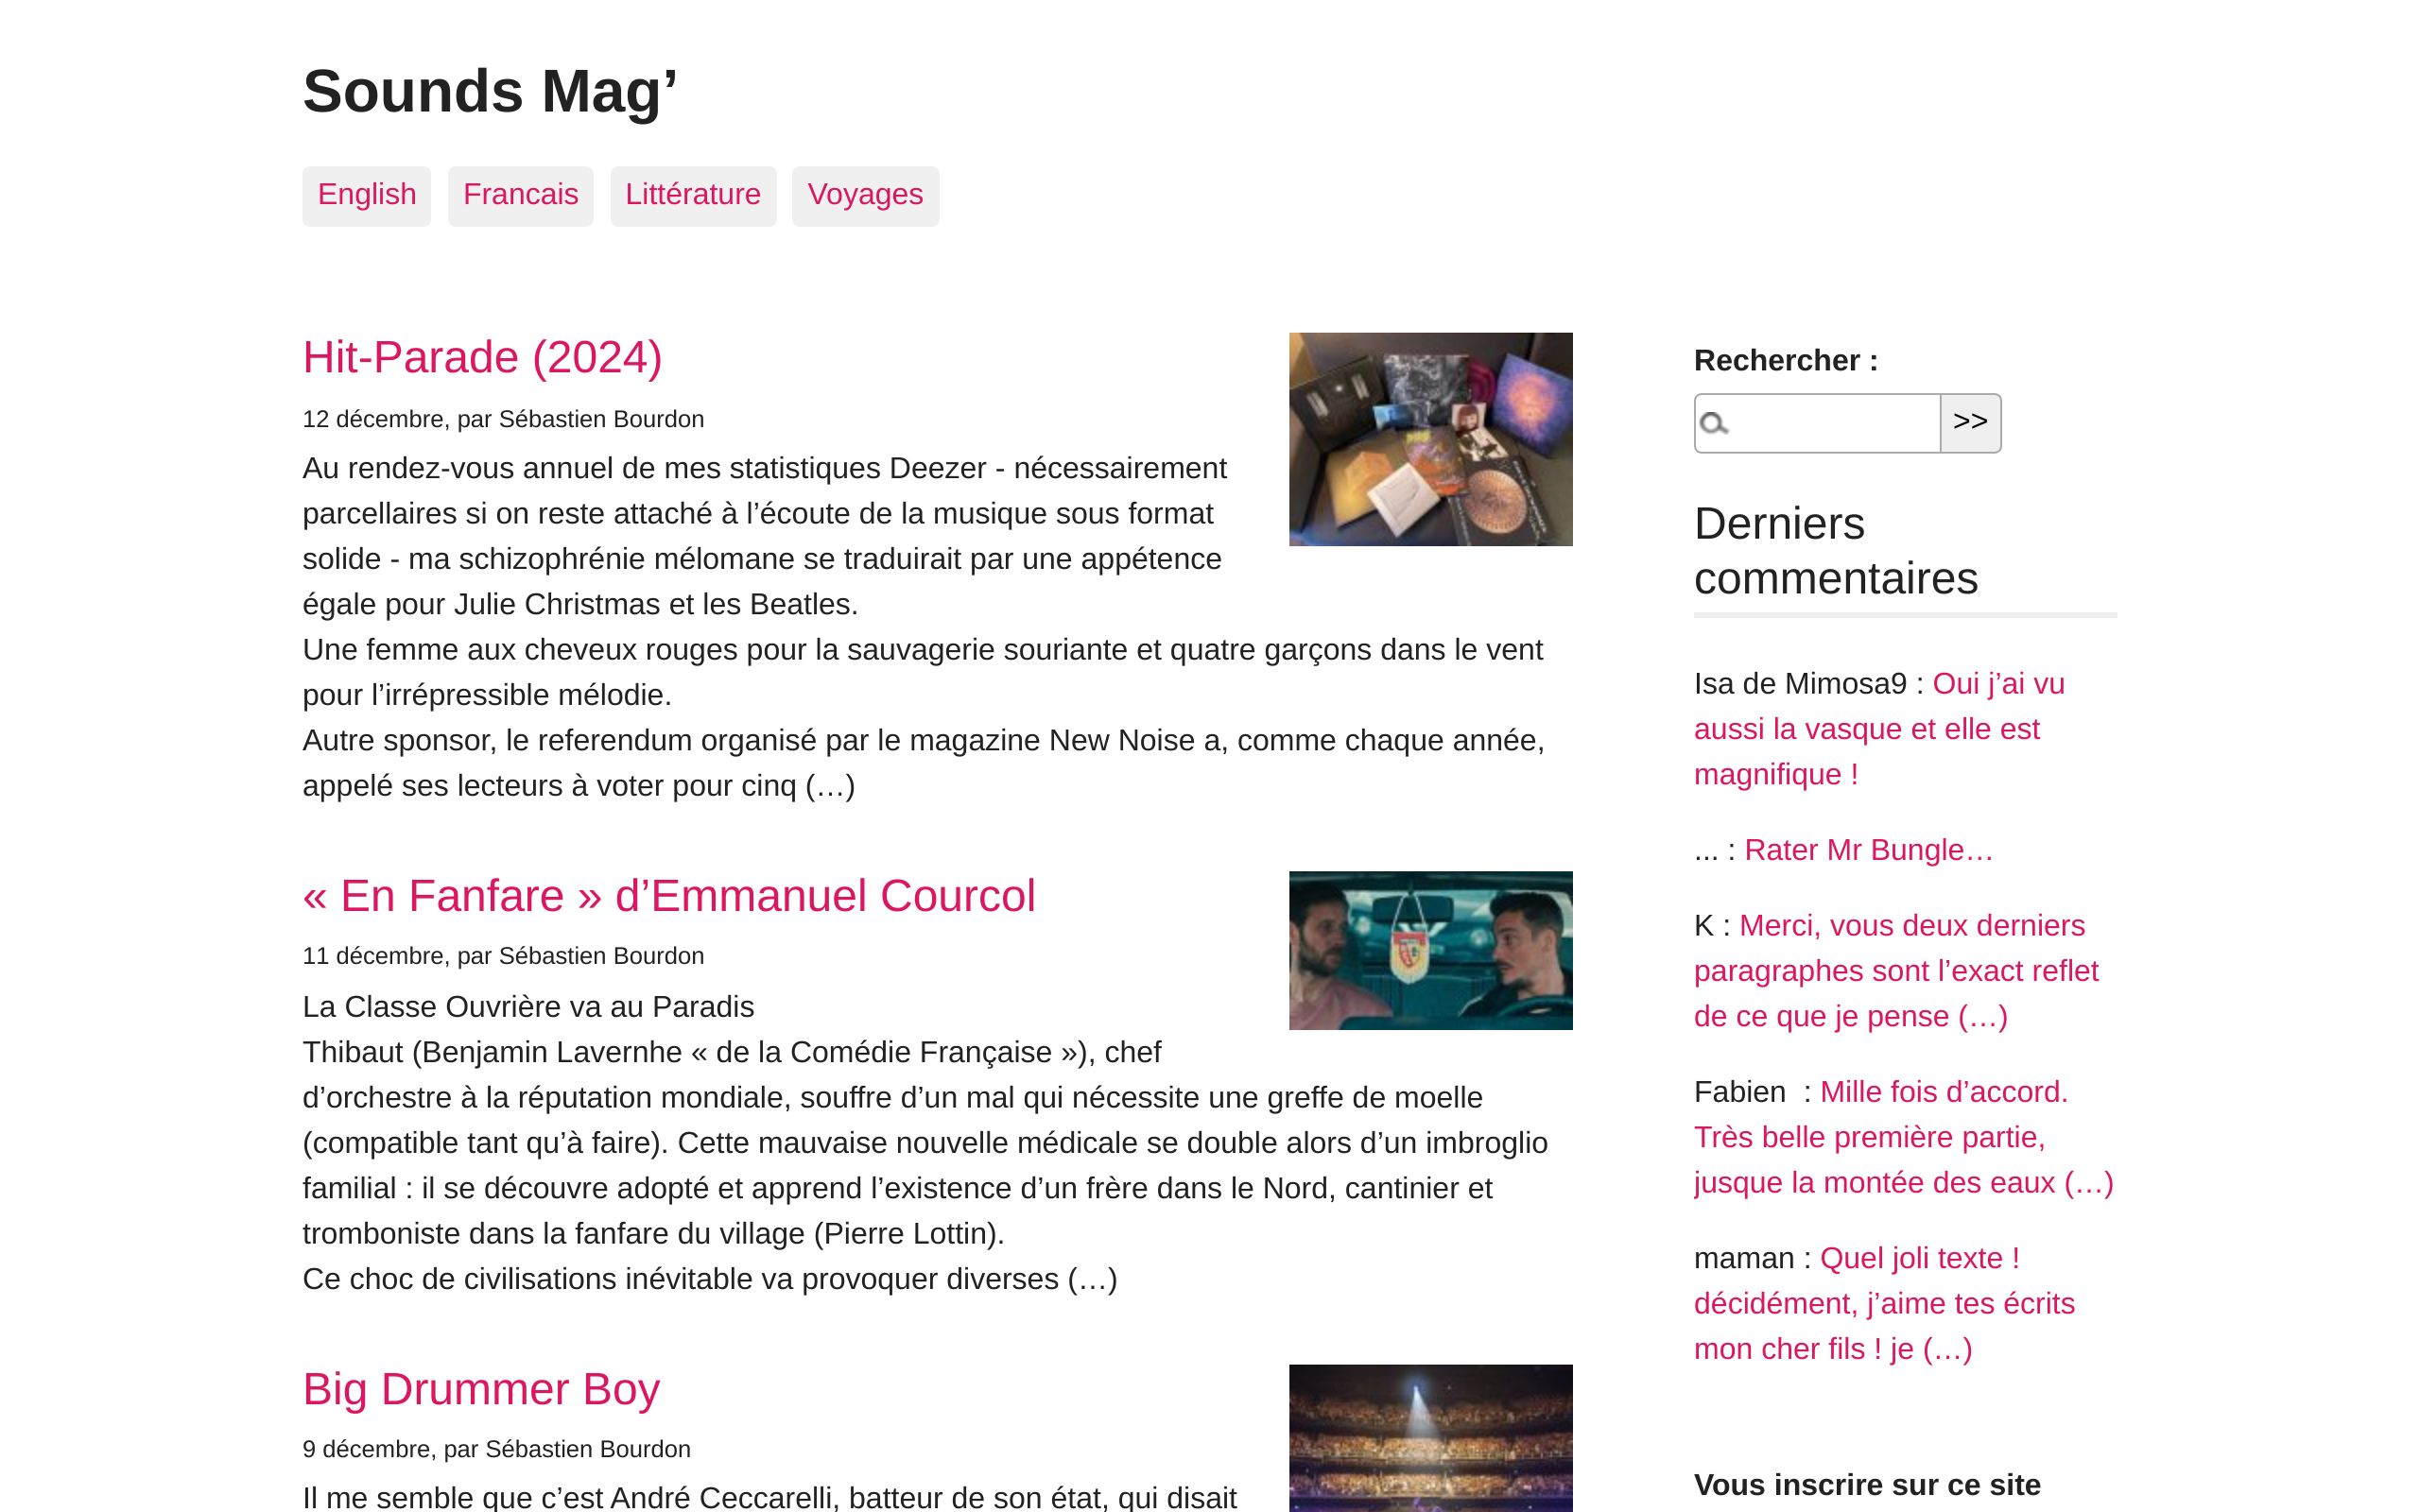 Sounds Mag’
English Francais Littérature Voyages
Hit-Parade (2024)
12 décembre, par Sébastien Bourdon
Au rendez-vous annuel de mes statistiques Deezer - nécessairement
parcellaires si on reste attaché à l’écoute de la musique sous format
solide - ma schizophrénie mélomane se traduirait par une appétence
égale pour Julie Christmas et les Beatles.
Une femme aux cheveux rouges pour la sauvagerie souriante et quatre garçons dans le vent
pour l’irrépressible mélodie.
Autre sponsor, le referendum organisé par le magazine New Noise a, comme chaque année,
appelé ses lecteurs à voter pour cinq (…)
« En Fanfare » d’Emmanuel Courcol
11 décembre, par Sébastien Bourdon
La Classe Ouvrière va au Paradis
Thibaut (Benjamin Lavernhe « de la Comédie Française »), chef
d’orchestre à la réputation mondiale, souffre d’un mal qui nécessite une greffe de moelle
(compatible tant qu’à faire). Cette mauvaise nouvelle médicale se double alors d’un imbroglio
familial : il se découvre adopté et apprend l’existence d’un frère dans le Nord, cantinier et
tromboniste dans la fanfare du village (Pierre Lottin).
Ce choc de civilisations inévitable va provoquer diverses (…)
Big Drummer Boy
9 décembre, par Sébastien Bourdon
Il me semble que c’est André Ceccarelli, batteur de son état, qui disait
Rechercher :
>>
Derniers
commentaires
Isa de Mimosa9 : Oui j’ai vu
aussi la vasque et elle est
magnifique !
... : Rater Mr Bungle…
K : Merci, vous deux derniers
paragraphes sont l’exact reflet
de ce que je pense (…)
Fabien  : Mille fois d’accord.
Très belle première partie,
jusque la montée des eaux (…)
maman : Quel joli texte !
décidément, j’aime tes écrits
mon cher fils ! je (…)
Vous inscrire sur ce site